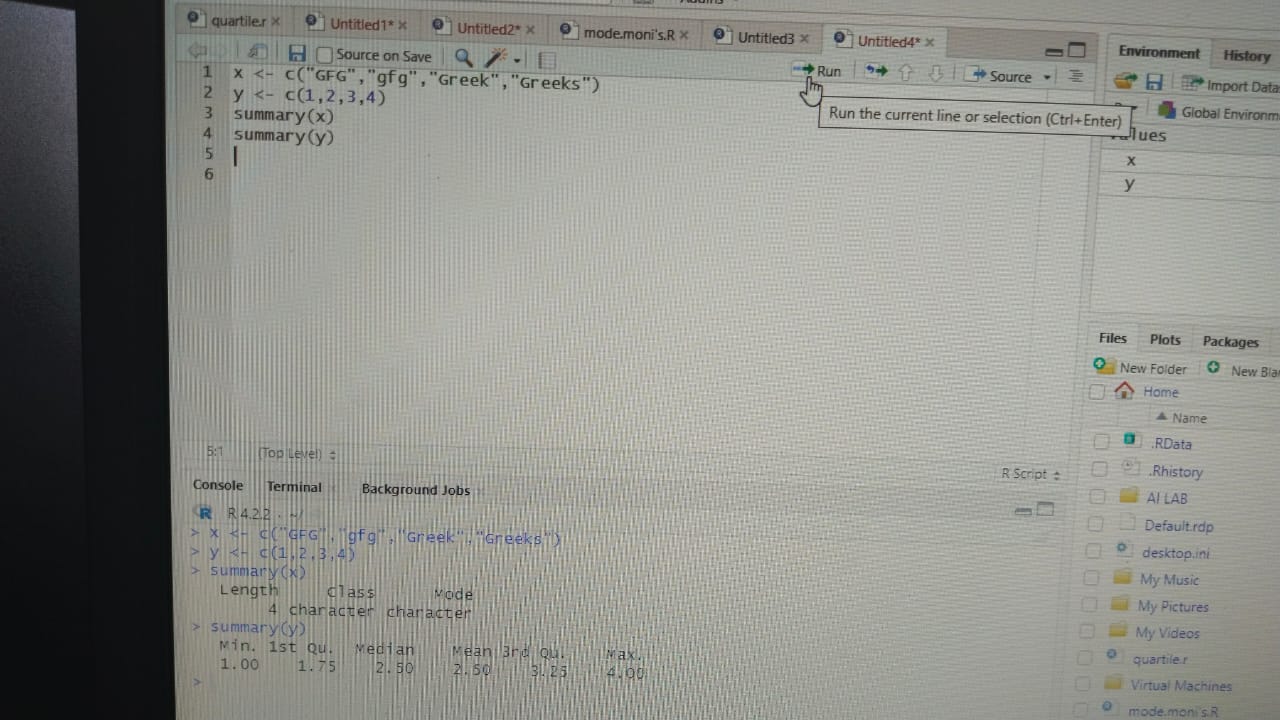 quartile.r × Untitled1* × Untitled2* × mode.moni's.R × Untitled3 × Untitled4* ×
Source on Save
Run
Source
1 x <- c("GFG","gfg","Greek","Greeks")
2 y <- c(1,2,3,4)
3 summary(x)
4 summary(y)
5
6
Run the current line or selection (Ctrl+Enter)
5:1 (Top Level)
R Script
Console Terminal Background Jobs
R 4.2.2 · ~/
> x <- c("GFG","gfg","Greek","Greeks")
> y <- c(1,2,3,4)
> summary(x)
Length Class Mode
4 character character
> summary(y)
Min. 1st Qu. Median Mean 3rd Qu. Max.
1.00 1.75 2.50 2.50 3.25 4.00
>
Environment History
Import Data
Global Environm
lues
x
y
Files Plots Packages
New Folder New Bla
Home
Name
.RData
.Rhistory
AI LAB
Default.rdp
desktop.ini
My Music
My Pictures
My Videos
quartile.r
Virtual Machines
mode.moni's.R